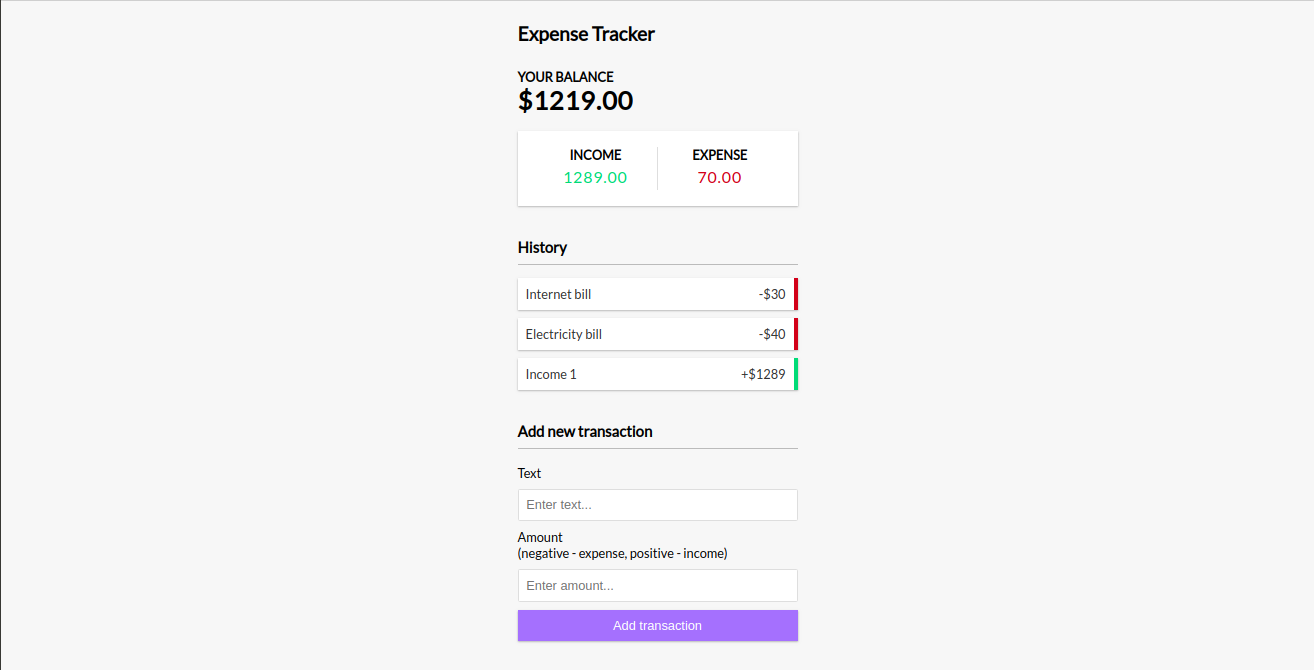 Expense Tracker
YOUR BALANCE
$1219.00
INCOME EXPENSE
1289.00 70.00
History
Internet bill -$30
Electricity bill -$40
Income 1 +$1289
Add new transaction
Text
Enter text...
Amount
(negative - expense, positive - income)
Enter amount...
Add transaction